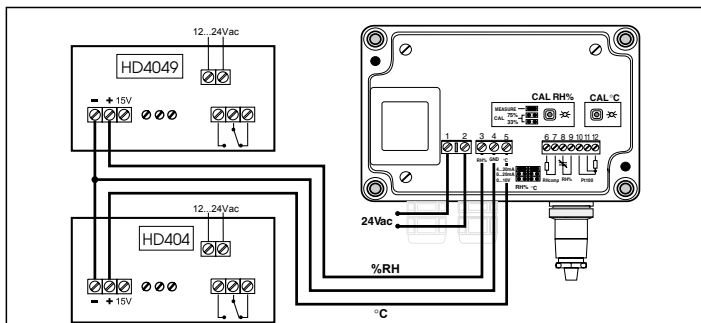 12...24Vac
HD4049
− + 15V
CAL RH%
CAL °C
MEASURE
CAL 75%
33%
1 2 3 4 5
6 7 8 9 10 11 12
RH% GND °C
4...20mA
0...20mA
0...10V
RH% °C
RHcomp RH% Pt100
24Vac
12...24Vac
HD404
− + 15V
%RH
°C